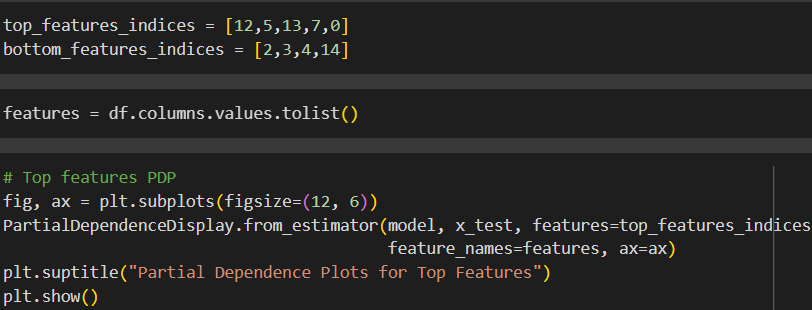 top_features_indices = [12,5,13,7,0]
bottom_features_indices = [2,3,4,14]
features = df.columns.values.tolist()
# Top features PDP
fig, ax = plt.subplots(figsize=(12, 6))
PartialDependenceDisplay.from_estimator(model, x_test, features=top_features_indices
feature_names=features, ax=ax)
plt.suptitle("Partial Dependence Plots for Top Features")
plt.show()